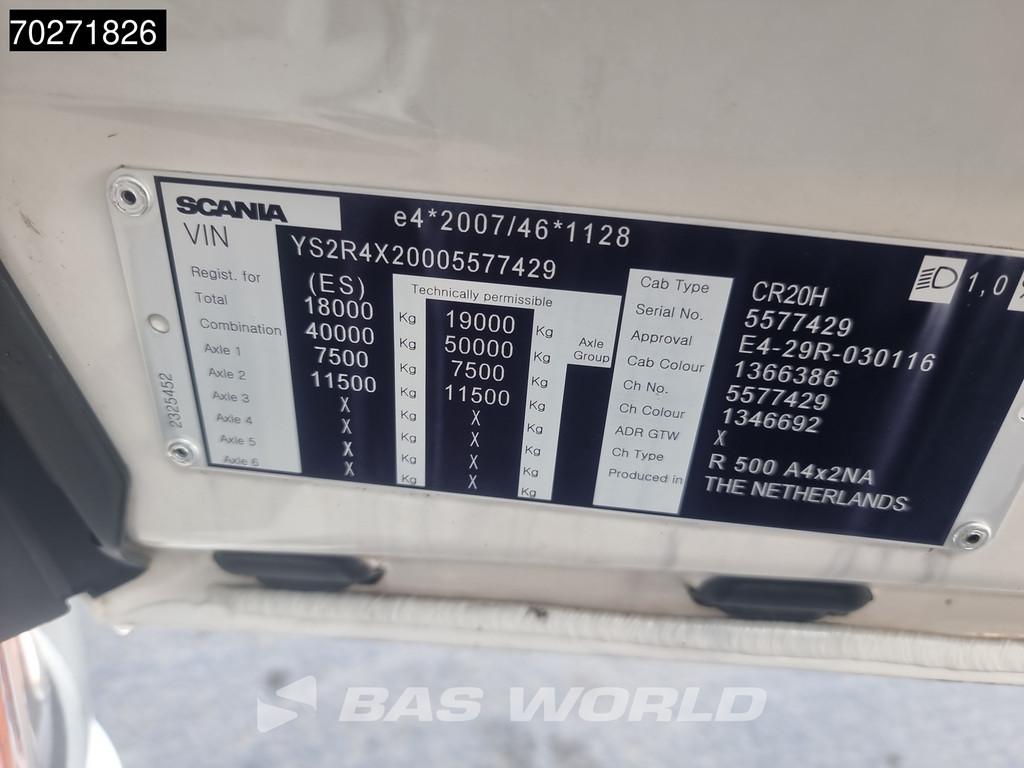 70271826
SCANIA
e4*2007/46*1128
VIN YS2R4X20005577429
Regist. for (ES) Technically permissible
Total 18000 Kg 19000 Kg
Combination 40000 Kg 50000 Kg Axle Group
Axle 1 7500 Kg 7500 Kg
Axle 2 11500 Kg 11500 Kg
Axle 3 X Kg X Kg
Axle 4 X Kg X Kg
Axle 5 X Kg X Kg
Axle 6 X Kg X Kg
2325452
Cab Type CR20H
Serial No. 5577429
Approval E4-29R-030116
Cab Colour 1366386
Ch No. 5577429
Ch Colour 1346692
ADR GTW X
Ch Type R 500 A4x2NA
Produced in THE NETHERLANDS
1,0
BAS WORLD